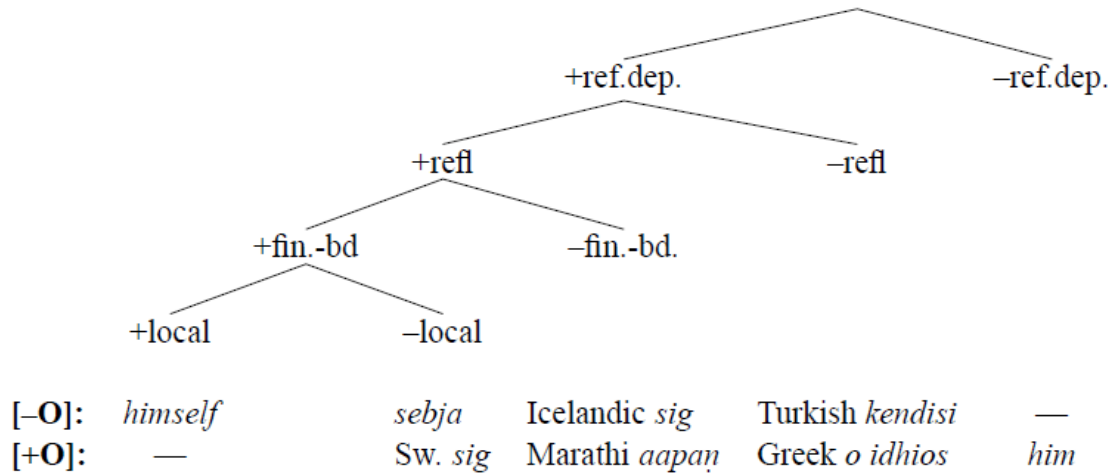 +ref.dep. –ref.dep.
+refl –refl
+fin.-bd –fin.-bd.
+local –local
[–O]: himself sebja Icelandic sig Turkish kendisi —
[+O]: — Sw. sig Marathi aapaṇ Greek o idhios him